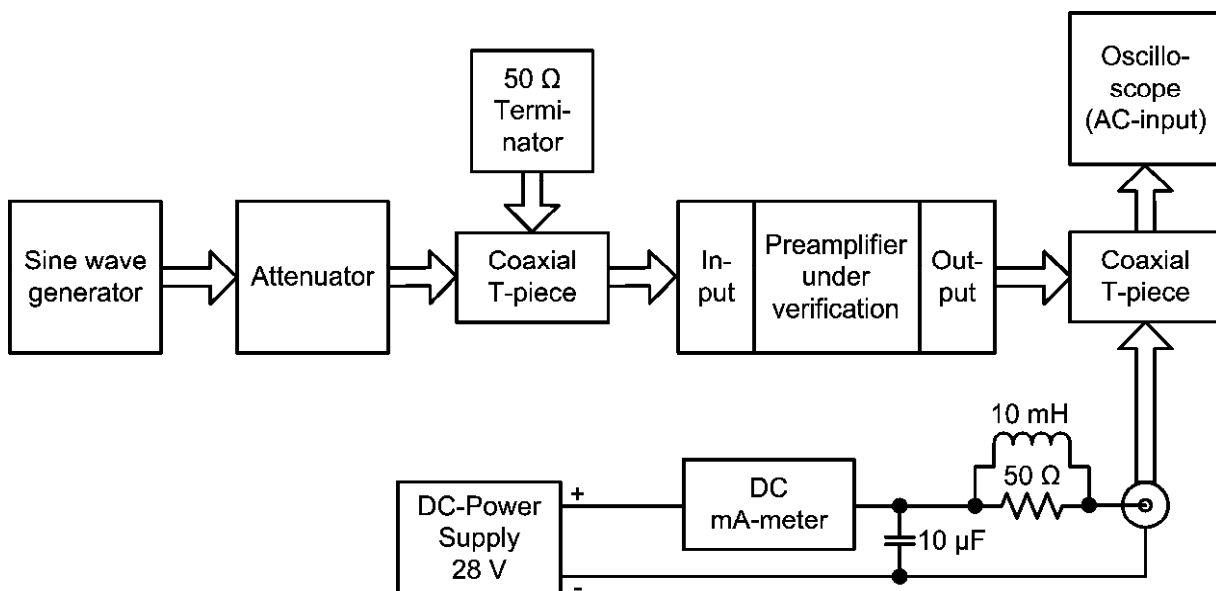 Oscillo-
scope
(AC-input)
50 Ω
Termi-
nator
Sine wave
generator
Attenuator
Coaxial
T-piece
In-
put
Preamplifier
under
verification
Out-
put
Coaxial
T-piece
10 mH
50 Ω
DC-Power
Supply
28 V
+
-
DC
mA-meter
10 µF